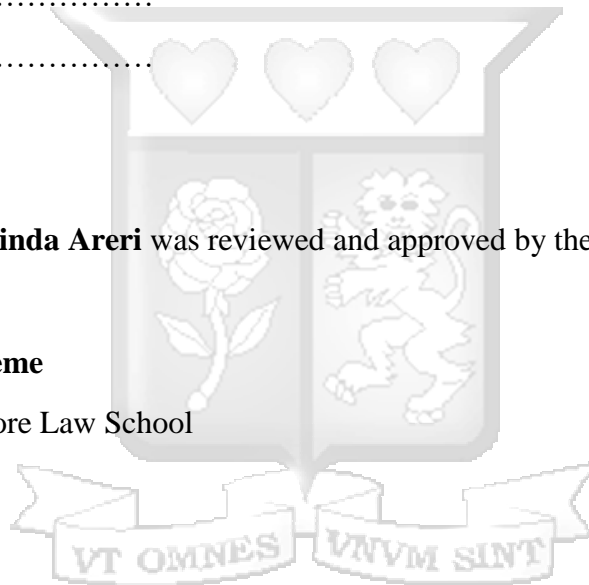 ………………
………………
inda Areri was reviewed and approved by the
eme
ore Law School
VT OMNES VNVM SINT